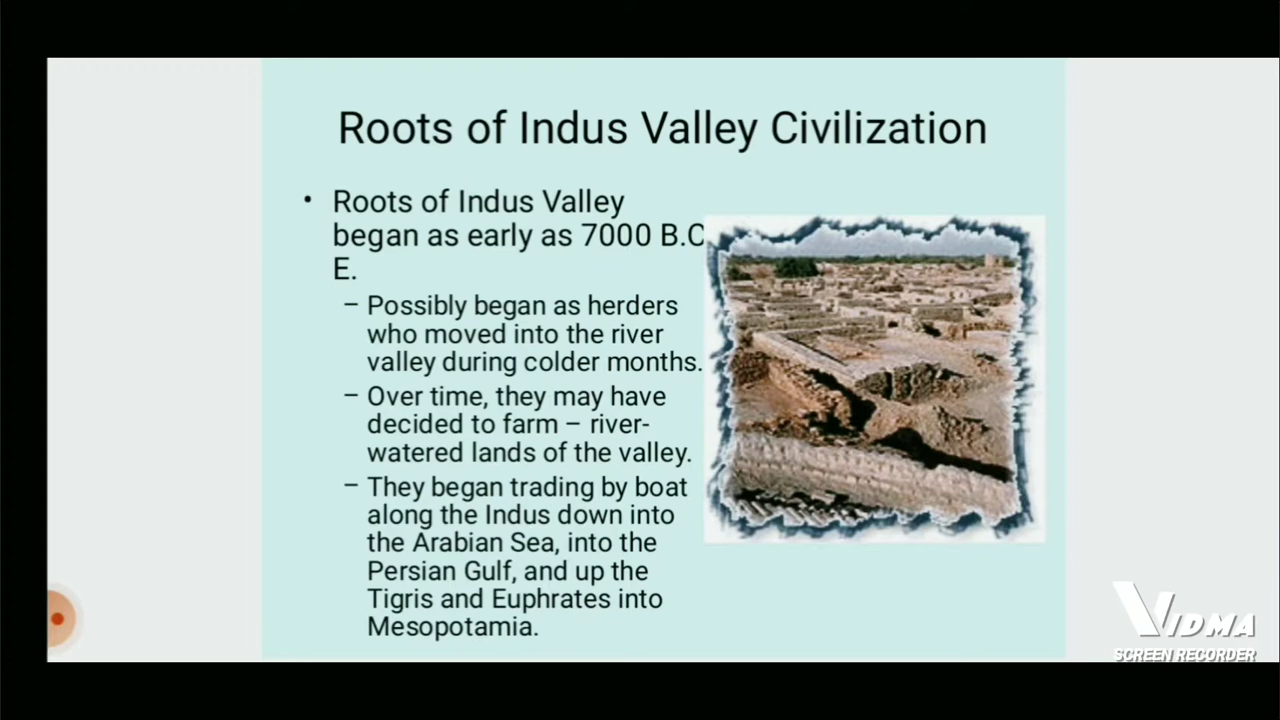 Roots of Indus Valley Civilization
• Roots of Indus Valley
began as early as 7000 B.C
E.
– Possibly began as herders
who moved into the river
valley during colder months.
– Over time, they may have
decided to farm – river-
watered lands of the valley.
– They began trading by boat
along the Indus down into
the Arabian Sea, into the
Persian Gulf, and up the
Tigris and Euphrates into
Mesopotamia.
VIDMA
SCREEN RECORDER